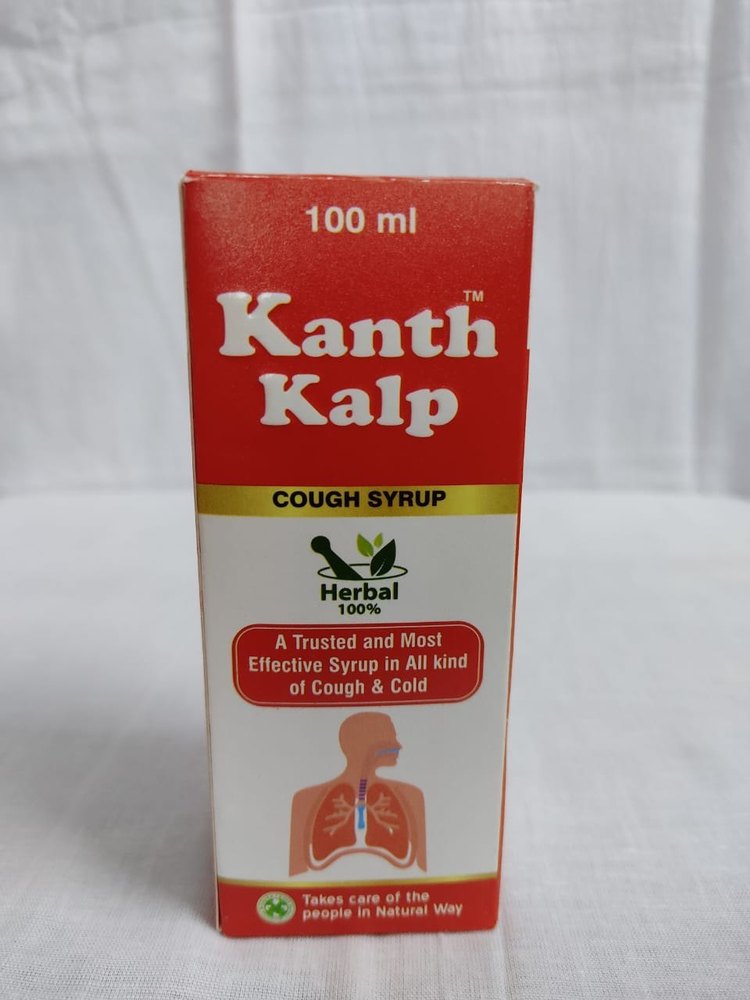 100 ml
Kanth™
Kalp
COUGH SYRUP
Herbal
100%
A Trusted and Most
Effective Syrup in All kind
of Cough & Cold
Takes care of the
people in Natural Way